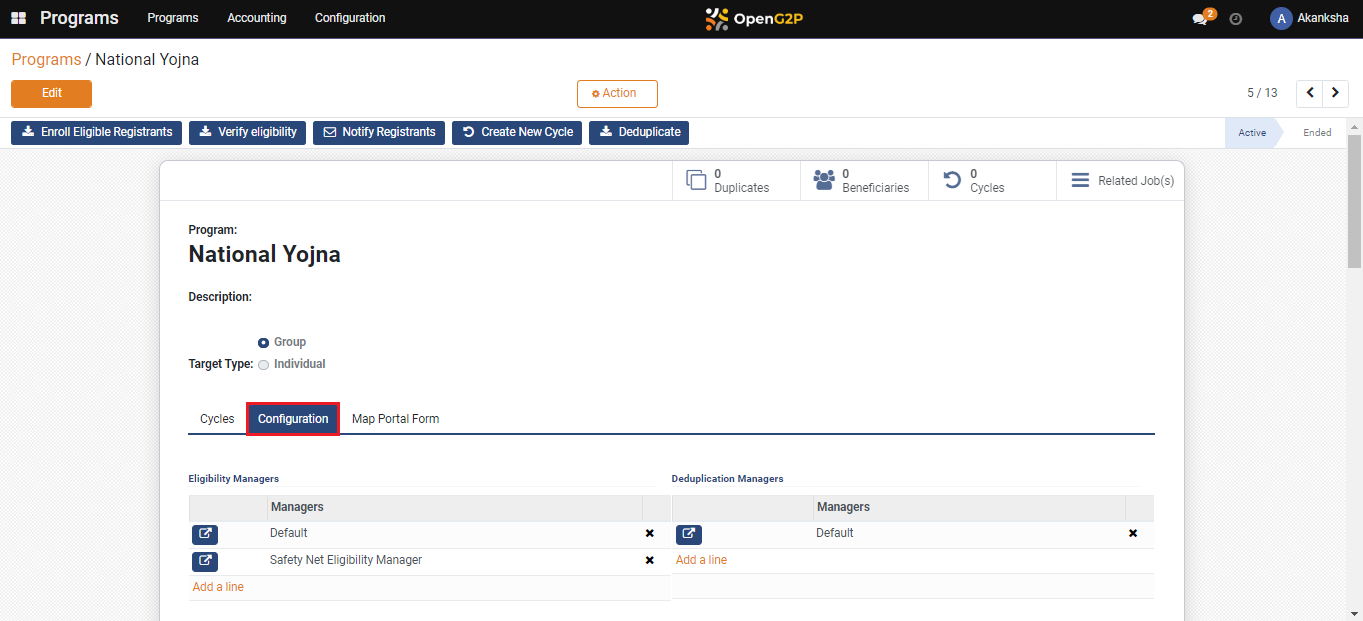 Programs Programs Accounting Configuration OpenG2P 2 A Akanksha
Programs / National Yojna
Edit Action 5 / 13
Enroll Eligible Registrants Verify eligibility Notify Registrants Create New Cycle Deduplicate Active Ended
0 Duplicates 0 Beneficiaries 0 Cycles Related Job(s)
Program:
National Yojna
Description:
Group
Target Type: Individual
Cycles Configuration Map Portal Form
Eligibility Managers Deduplication Managers
Managers Managers
Default Default
Safety Net Eligibility Manager Add a line
Add a line